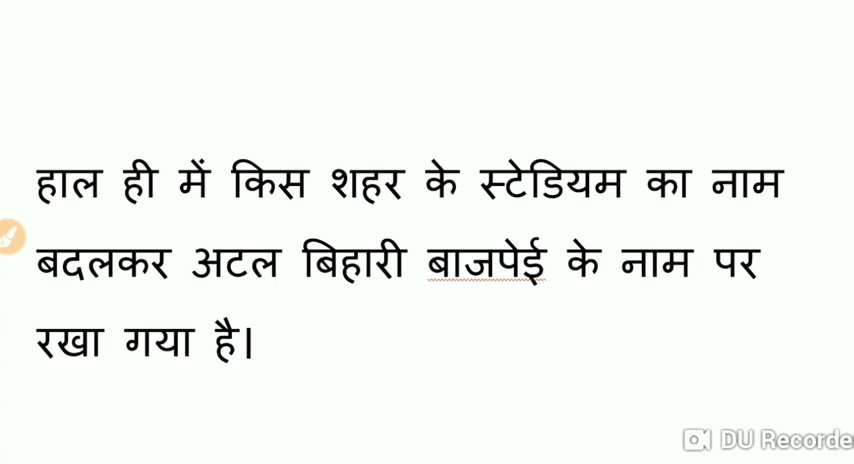 हाल ही में किस शहर के स्टेडियम का नाम
बदलकर अटल बिहारी बाजपेई के नाम पर
रखा गया है।
DU Recorde